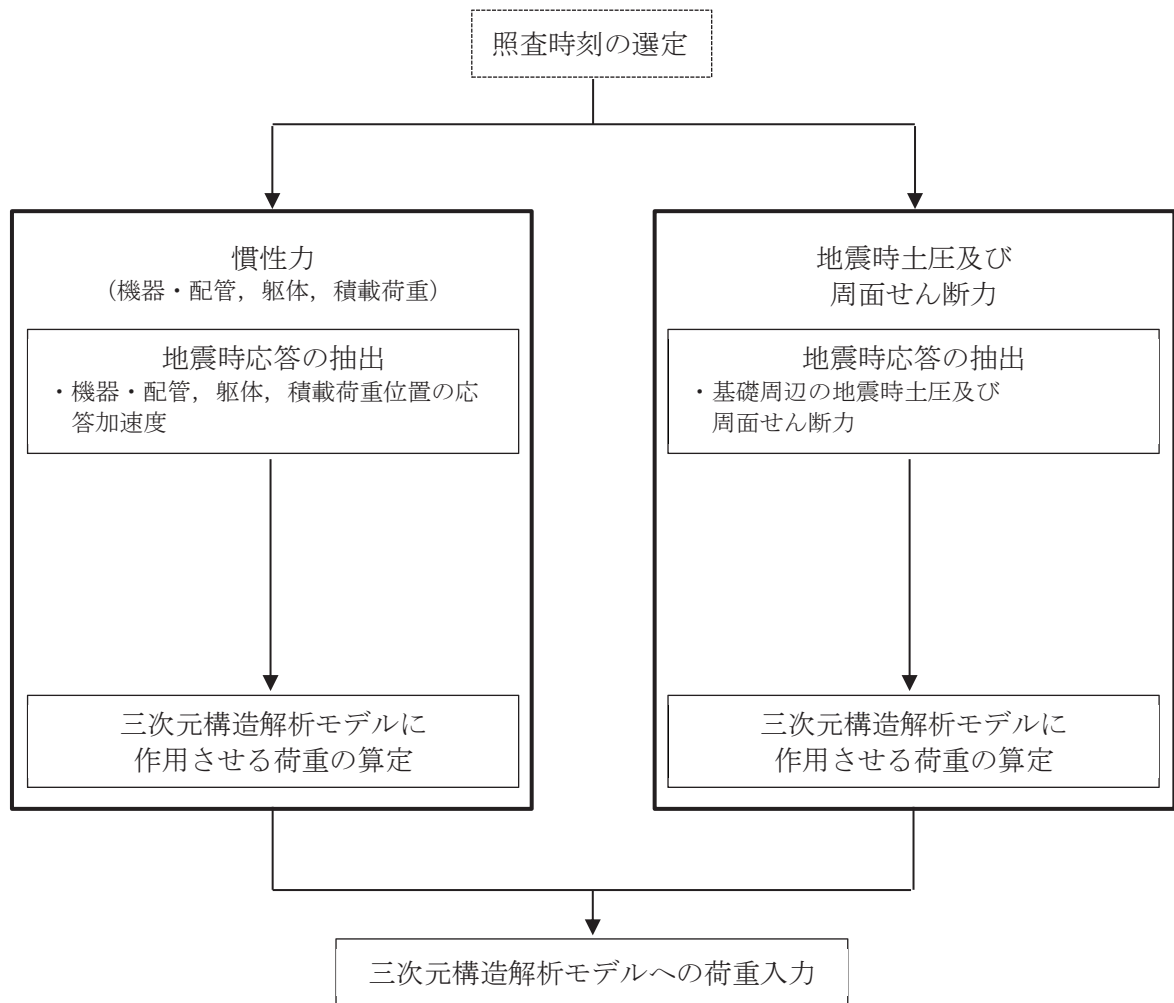 照査時刻の選定
慣性力
（機器・配管，躯体，積載荷重）
地震時応答の抽出
・機器・配管，躯体，積載荷重位置の応
答加速度
三次元構造解析モデルに
作用させる荷重の算定
地震時土圧及び
周面せん断力
地震時応答の抽出
・基礎周辺の地震時土圧及び
周面せん断力
三次元構造解析モデルに
作用させる荷重の算定
三次元構造解析モデルへの荷重入力